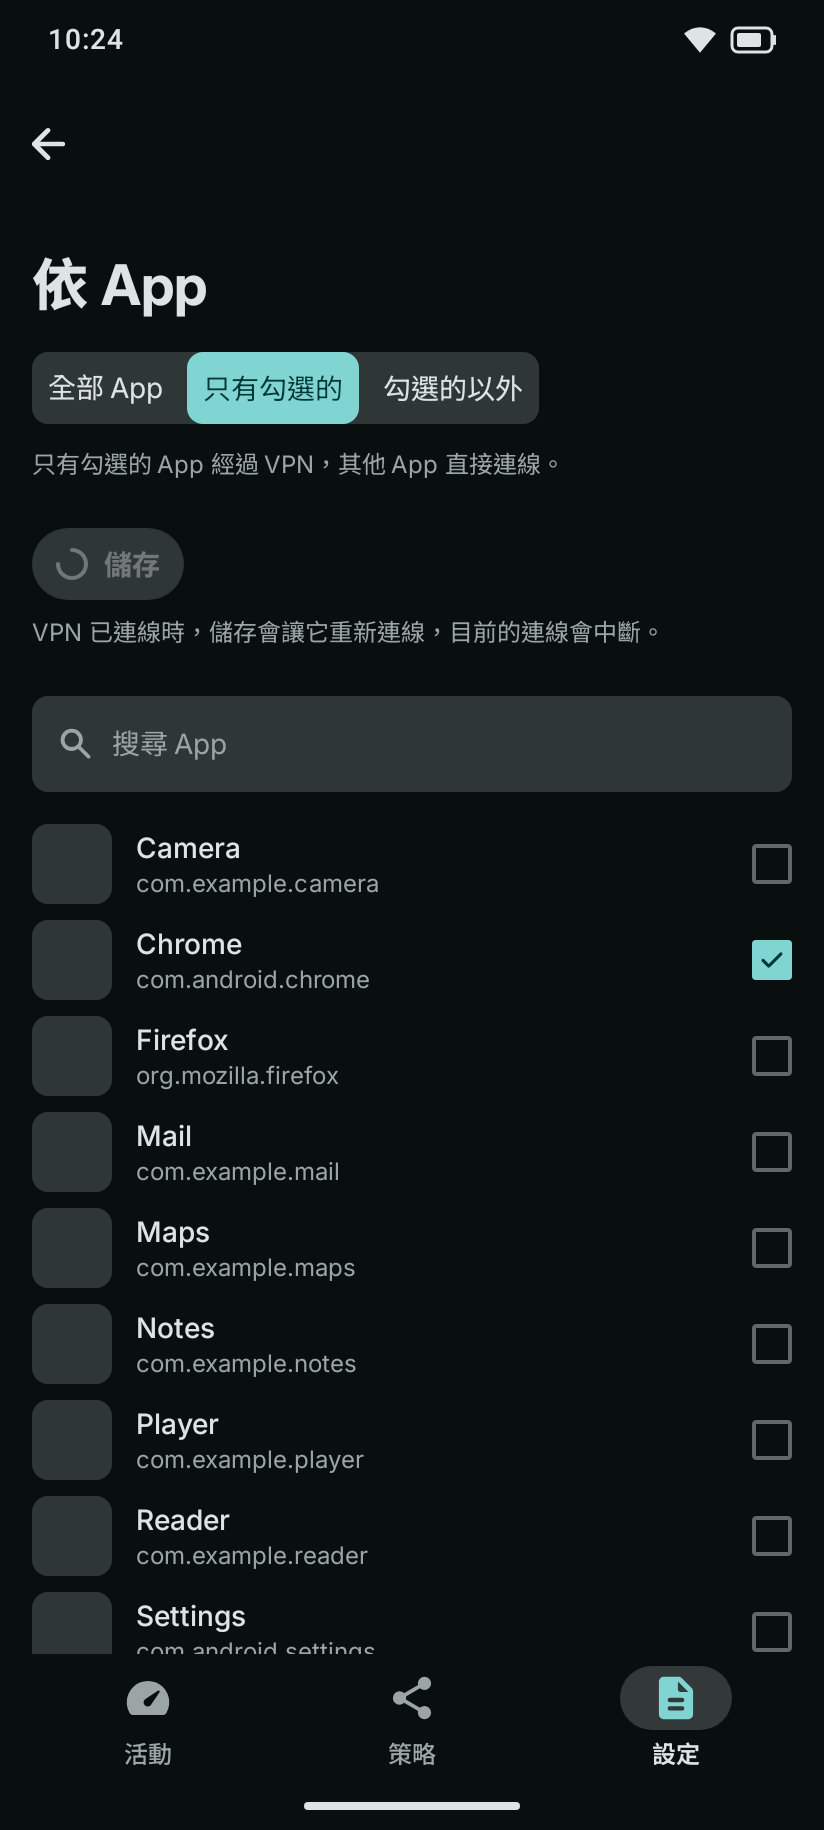 10:24
依 App
全部 App
只有勾選的
勾選的以外
只有勾選的 App 經過 VPN，其他 App 直接連線。
儲存
VPN 已連線時，儲存會讓它重新連線，目前的連線會中斷。
搜尋 App
Camera
com.example.camera
Chrome
com.android.chrome
Firefox
org.mozilla.firefox
Mail
com.example.mail
Maps
com.example.maps
Notes
com.example.notes
Player
com.example.player
Reader
com.example.reader
Settings
com.android.settings
活動
策略
設定